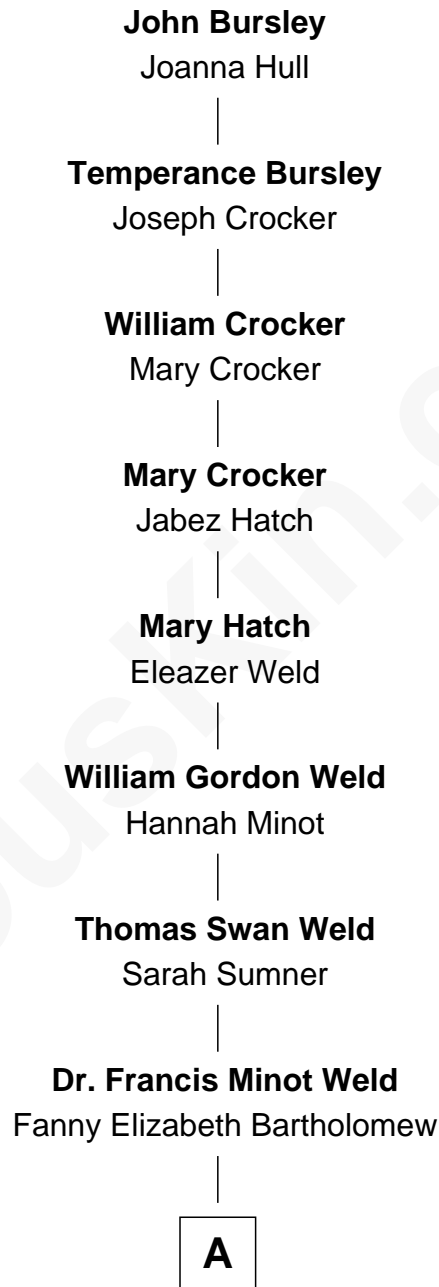 John Bursley
Joanna Hull
Temperance Bursley
Joseph Crocker
William Crocker
Mary Crocker
Mary Crocker
Jabez Hatch
Mary Hatch
Eleazer Weld
William Gordon Weld
Hannah Minot
Thomas Swan Weld
Sarah Sumner
Dr. Francis Minot Weld
Fanny Elizabeth Bartholomew
A